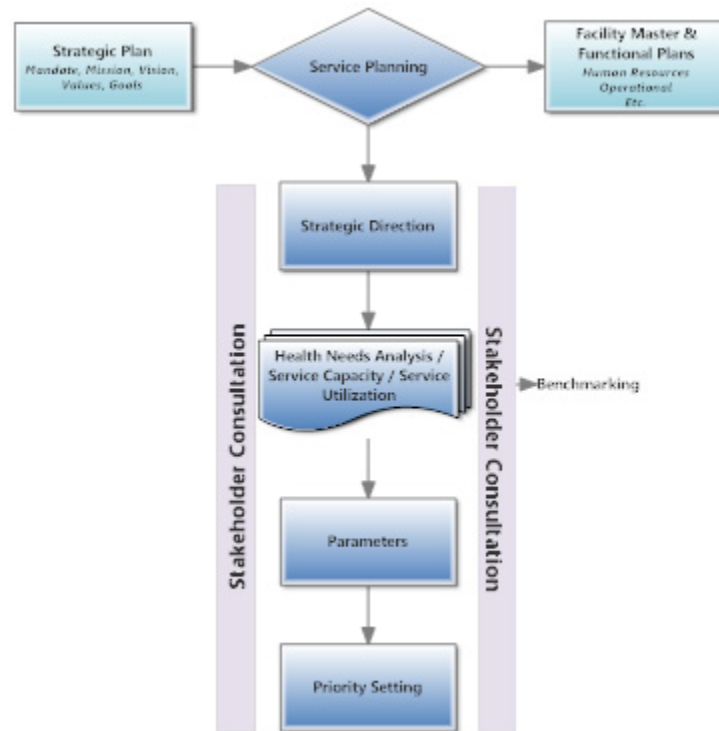 Strategic Plan
Mandate, Mission, Vision,
Values, Goals
Service Planning
Facility Master &
Functional Plans
Human Resources
Operational
Etc.
Strategic Direction
Stakeholder Consultation
Health Needs Analysis /
Service Capacity / Service
Utilization
Stakeholder Consultation
Benchmarking
Parameters
Priority Setting